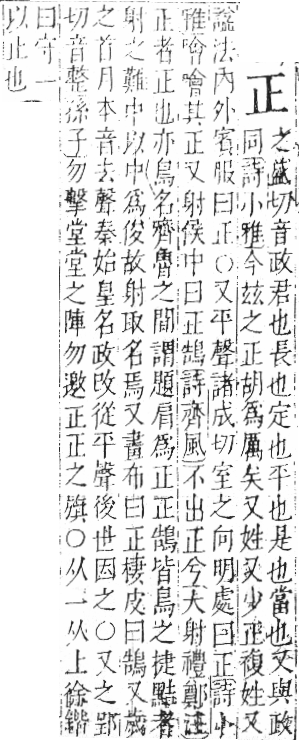 正
之盛切音政君也長也定也平也是也當也又與政
同詩小雅今玆之正胡爲厲矣又姓又少正複姓又
諡法內外賓服曰正○又平聲諸成切室之向明處曰正詩小
雅噲噲其正又射侯中曰正鵠詩齊風不出正兮大射禮鄭注
正者正也亦鳥名齊魯之間謂題肩爲正正鵠皆鳥之捷黠者
射之難中以中爲俊故射取名焉又畫布曰正棲皮曰鵠又歲
之首月本音去聲秦始皇名政改從平聲後世因之○又之郢
切音整孫子勿擊堂堂之陣勿邀正正之旗○从一从上徐鍇
曰守一
以止也